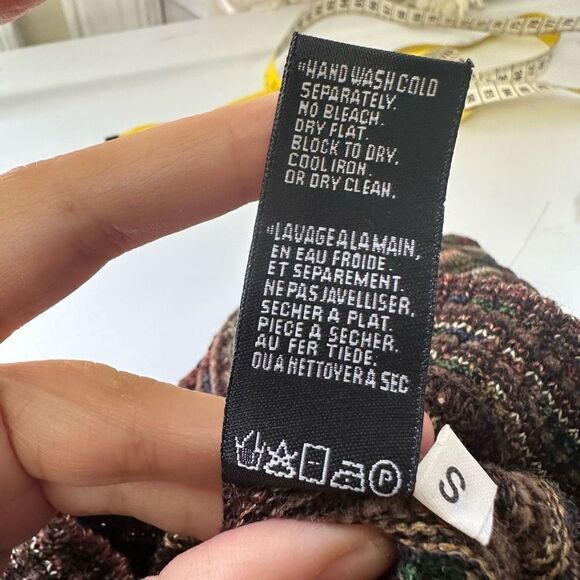 "HAND WASH COLD
SEPARATELY.
NO BLEACH.
DRY FLAT.
BLOCK TO DRY.
COOL IRON
OR DRY CLEAN.
"LAVAGE A LA MAIN,
EN EAU FROIDE
ET SEPAREMENT.
NE PAS JAVELLISER.
SECHER A PLAT.
PIECE A SECHER.
AU FER TIEDE.
OU A NETTOYER A SEC
P
S